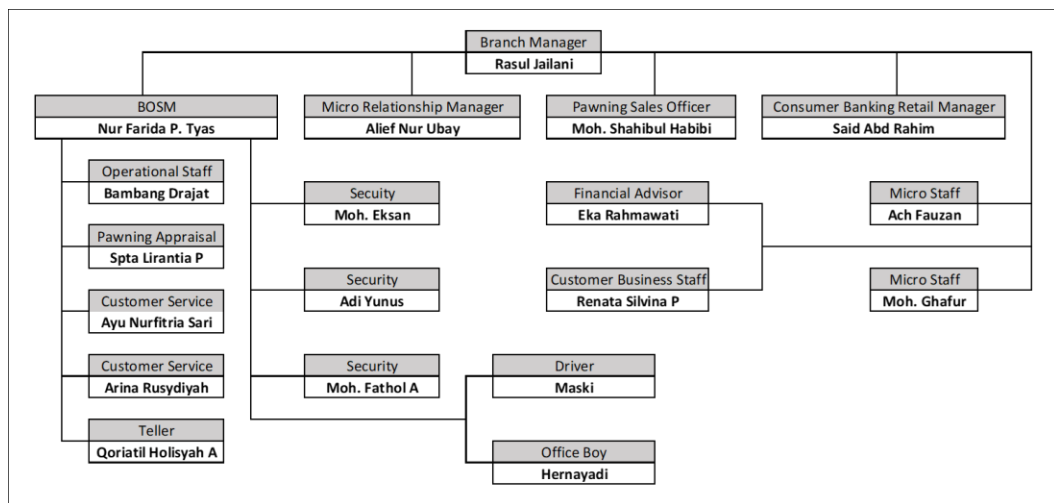 Branch Manager
Rasul Jailani
BOSM
Nur Farida P. Tyas
Micro Relationship Manager
Alief Nur Ubay
Pawning Sales Officer
Moh. Shahibul Habibi
Consumer Banking Retail Manager
Said Abd Rahim
Operational Staff
Bambang Drajat
Pawning Appraisal
Spta Lirantia P
Customer Service
Ayu Nurfitria Sari
Customer Service
Arina Rusydiyah
Teller
Qoriatil Holisyah A
Secuity
Moh. Eksan
Security
Adi Yunus
Security
Moh. Fathol A
Driver
Maski
Office Boy
Hernayadi
Financial Advisor
Eka Rahmawati
Customer Business Staff
Renata Silvina P
Micro Staff
Ach Fauzan
Micro Staff
Moh. Ghafur